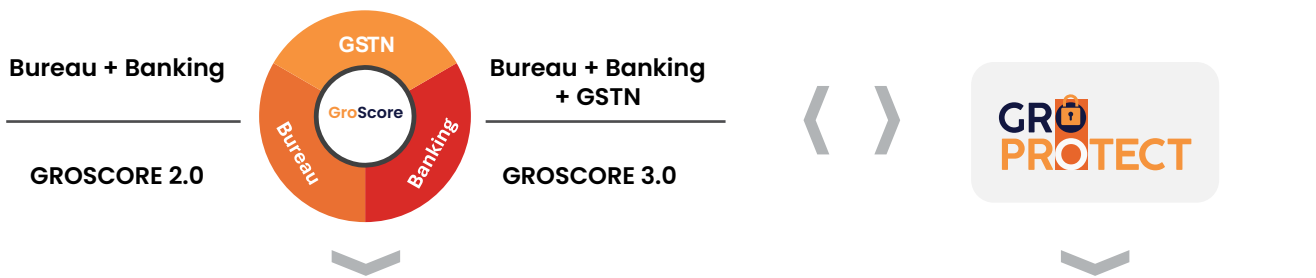 Bureau + Banking
GROSCORE 2.0
GSTN
Bureau
Banking
GroScore
Bureau + Banking
+ GSTN
GROSCORE 3.0
GRO
PROTECT